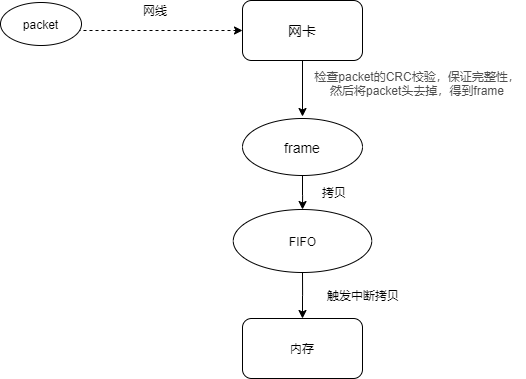 packet
网线
网卡
检查packet的CRC校验，保证完整性，
然后将packet头去掉，得到frame
frame
拷贝
FIFO
触发中断拷贝
内存